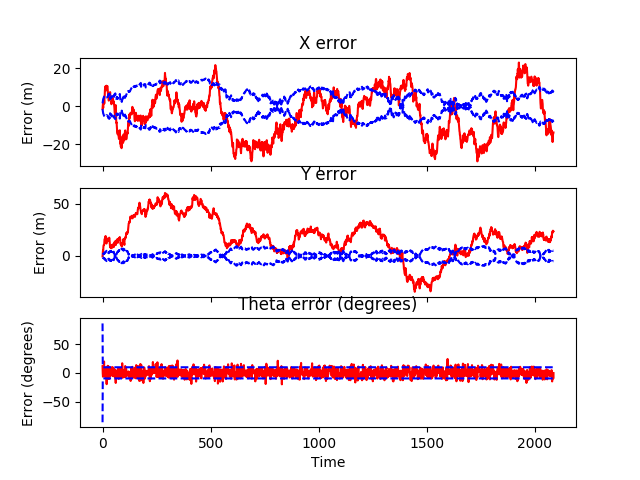 X error
Error (m)
20
0
−20
Y error
Error (m)
50
0
Theta error (degrees)
Error (degrees)
50
0
−50
0 500 1000 1500 2000
Time